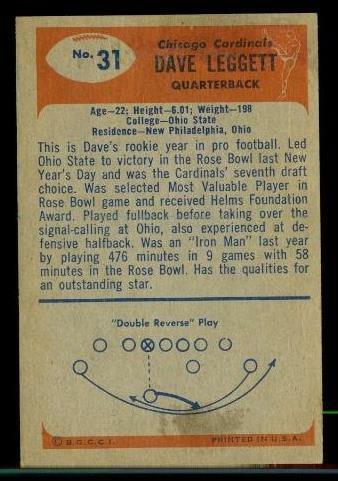 No. 31
Chicago Cardinals
DAVE LEGGETT
QUARTERBACK
Age—22; Height—6.01; Weight—198
College—Ohio State
Residence—New Philadelphia, Ohio
This is Dave's rookie year in pro football. Led
Ohio State to victory in the Rose Bowl last New
Year's Day and was the Cardinals' seventh draft
choice. Was selected Most Valuable Player in
Rose Bowl game and received Helms Foundation
Award. Played fullback before taking over the
signal-calling at Ohio, also experienced at de-
fensive halfback. Was an "Iron Man" last year
by playing 476 minutes in 9 games with 58
minutes in the Rose Bowl. Has the qualities for
an outstanding star.
"Double Reverse" Play
© B.G.C.C.I. PRINTED IN U.S.A.